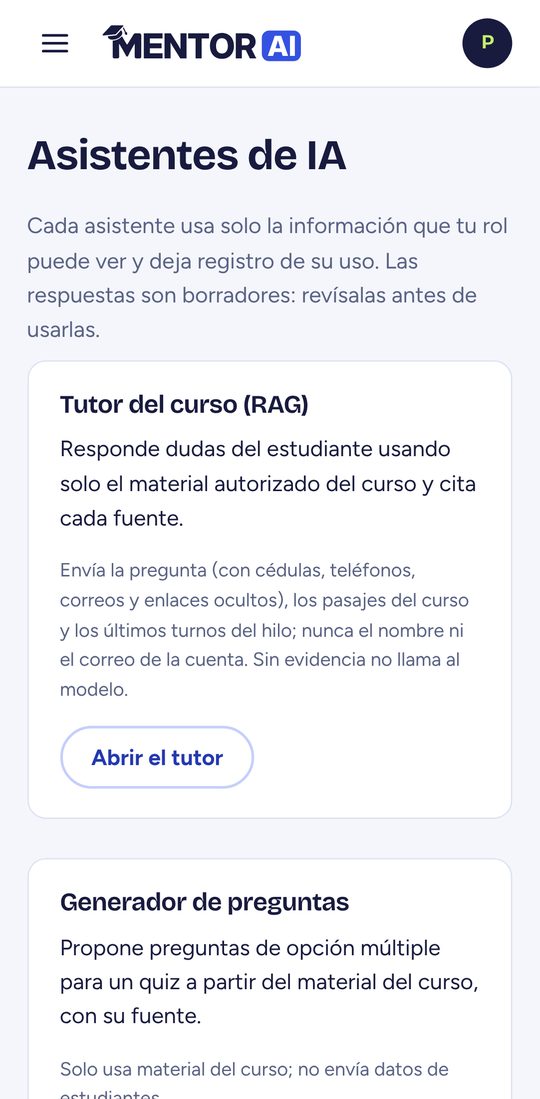 MENTOR AI
P
Asistentes de IA
Cada asistente usa solo la información que tu rol
puede ver y deja registro de su uso. Las
respuestas son borradores: revísalas antes de
usarlas.
Tutor del curso (RAG)
Responde dudas del estudiante usando
solo el material autorizado del curso y cita
cada fuente.
Envía la pregunta (con cédulas, teléfonos,
correos y enlaces ocultos), los pasajes del curso
y los últimos turnos del hilo; nunca el nombre ni
el correo de la cuenta. Sin evidencia no llama al
modelo.
Abrir el tutor
Generador de preguntas
Propone preguntas de opción múltiple
para un quiz a partir del material del curso,
con su fuente.
Solo usa material del curso; no envía datos de
estudiantes